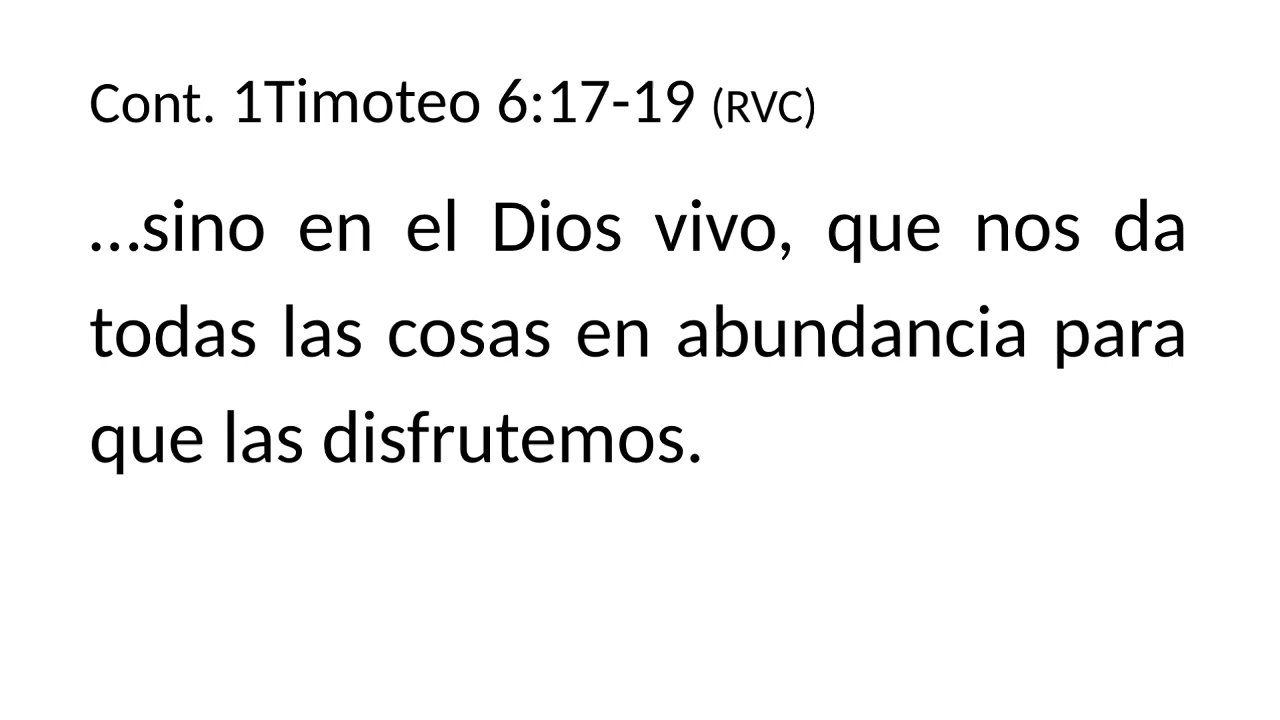 Cont. 1Timoteo 6:17-19 (RVC)
…sino en el Dios vivo, que nos da
todas las cosas en abundancia para
que las disfrutemos.